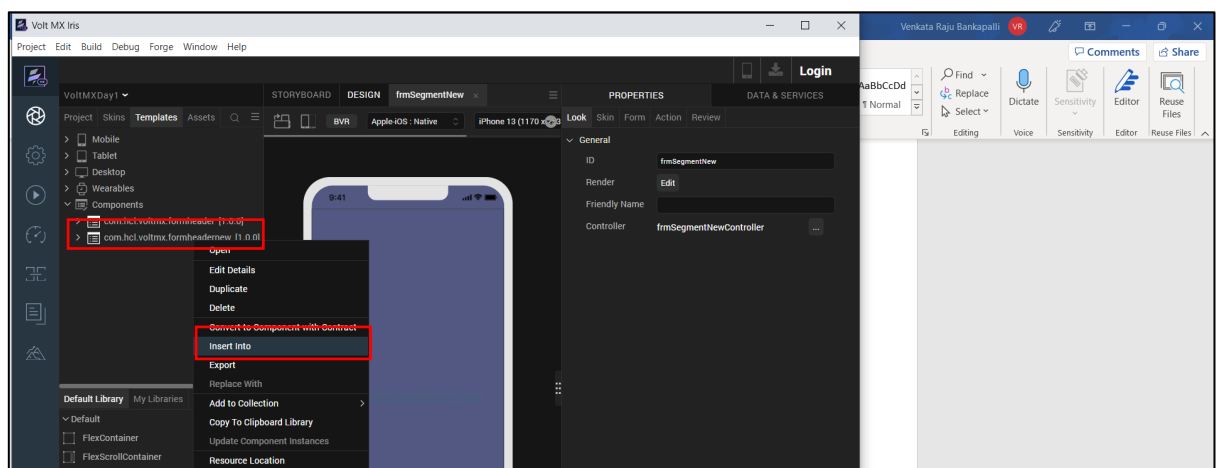 Volt MX Iris
Project Edit Build Debug Forge Window Help
Login
VoltMXDay1
STORYBOARD DESIGN frmSegmentNew ×
PROPERTIES DATA & SERVICES
Project Skins Templates Assets
BVR Apple-iOS : Native iPhone 13 (1170 x
Look Skin Form Action Review
Mobile
Tablet
Desktop
Wearables
Components
com.hcl.voltmx.formheader [1.0.0]
com.hcl.voltmx.formheadernew [1.0.0]
Open
Edit Details
Duplicate
Delete
Convert to Component with Contract
Insert Into
Export
Replace With
Add to Collection
Copy To Clipboard Library
Update Component Instances
Resource Location
Default Library My Libraries
Default
FlexContainer
FlexScrollContainer
9:41
General
ID frmSegmentNew
Render Edit
Friendly Name
Controller frmSegmentNewController ...
Venkata Raju Bankapalli VR
Comments Share
AaBbCcDd
¶ Normal
Find
Replace
Select
Editing
Dictate
Voice
Sensitivity
Sensitivity
Editor
Editor
Reuse
Files
Reuse Files